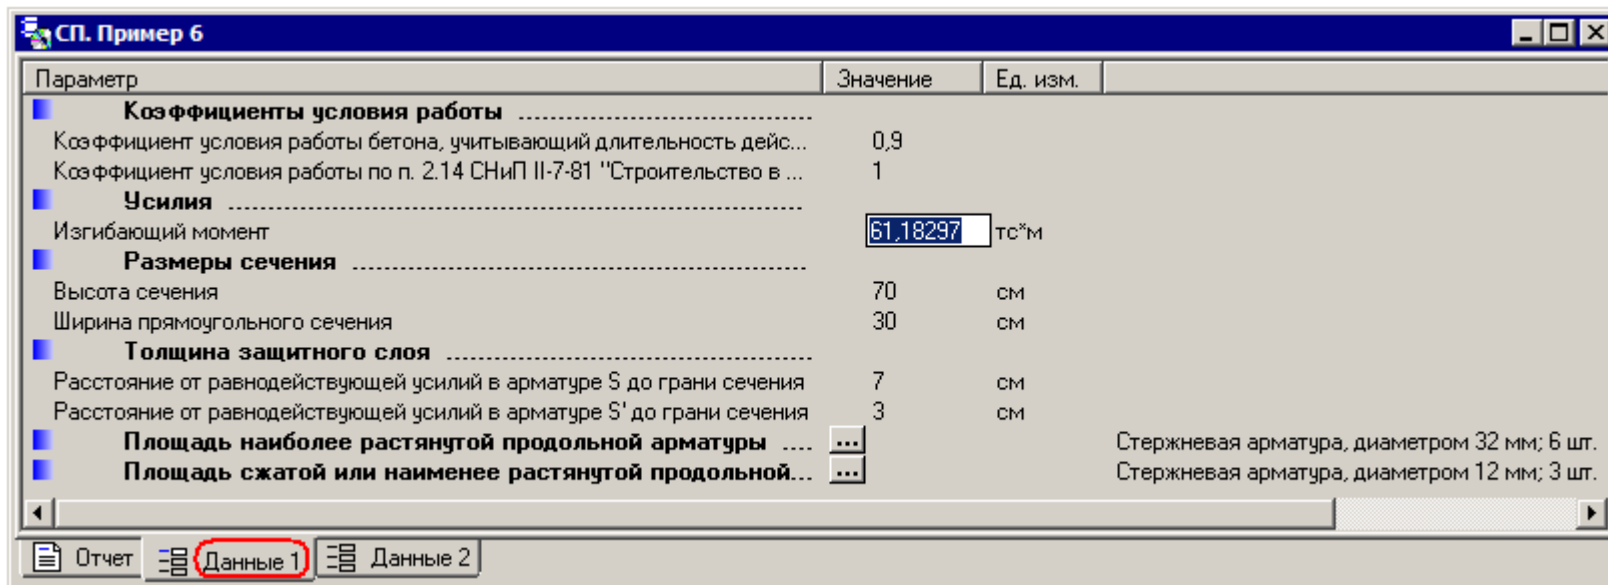 СП. Пример 6
Параметр Значение Ед. изм.
Коэффициенты условия работы ...................................
Коэффициент условия работы бетона, учитывающий длительность дейс... 0,9
Коэффициент условия работы по п. 2.14 СНиП II-7-81 "Строительство в ... 1
Усилия ....................................................................
Изгибающий момент 61,18297 тс*м
Размеры сечения .......................................................
Высота сечения 70 см
Ширина прямоугольного сечения 30 см
Толщина защитного слоя ............................................
Расстояние от равнодействующей усилий в арматуре S до грани сечения 7 см
Расстояние от равнодействующей усилий в арматуре S' до грани сечения 3 см
Площадь наиболее растянутой продольной арматуры .... ... Стержневая арматура, диаметром 32 мм; 6 шт.
Площадь сжатой или наименее растянутой продольной... ... Стержневая арматура, диаметром 12 мм; 3 шт.
Отчет Данные 1 Данные 2